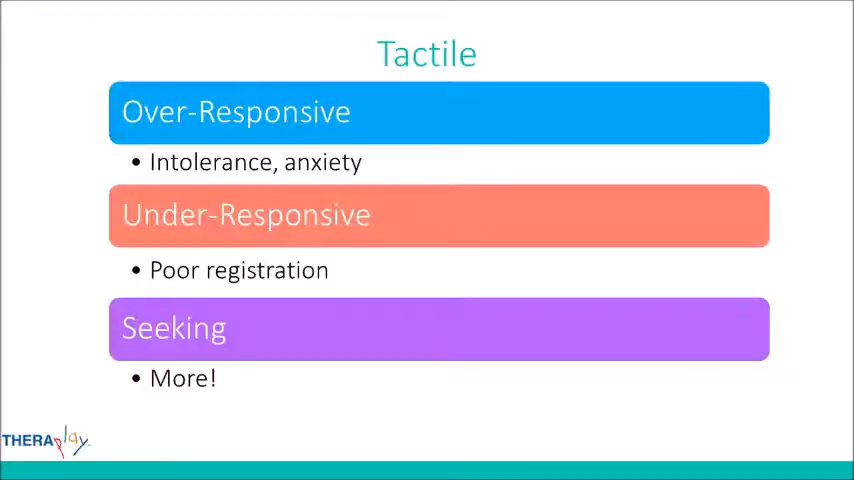 Tactile
Over-Responsive
• Intolerance, anxiety
Under-Responsive
• Poor registration
Seeking
• More!
THERAplay